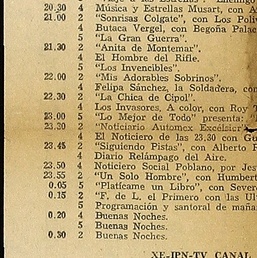 20.30 4 Música y Estrellas Musart, con A
21.00 2 "Sonrisas Colgate", con Los Poli
4 Butaca Vergel, con Begoña Palac
5 "La Gran Guerra".
21.30 2 "Anita de Montemar".
4 El Hombre del Rifle.
5 "Los Invencibles".
22.00 2 "Mis Adorables Sobrinos".
4 Felipa Sánchez, la Soldadera, con
22.30 2 "La Chica de Cipol".
4 Los Invasores, A color, con Roy T
23.00 5 "Lo Mejor de Todo" presenta:
23.30 2 "Noticiario Automex Excélsior
4 El Noticiero de las 23.30, con G
23.45 2 "Siguiendo Pistas", con Alberto R
4 Diario Relámpago del Aire.
23.50 4 Noticiero Social Poblano, por Jes
23.55 2 "Un Solo Hombre", con Humbert
0.05 5 "Platícame un Libro", con Seve
0.15 2 "F. de L. el Primero con las Últ
5 Programación y santoral de maña
0.20 4 Buenas Noches.
5 Buenas Noches.
0.30 2 Buenas Noches.
XE-IPN-TV CANAL